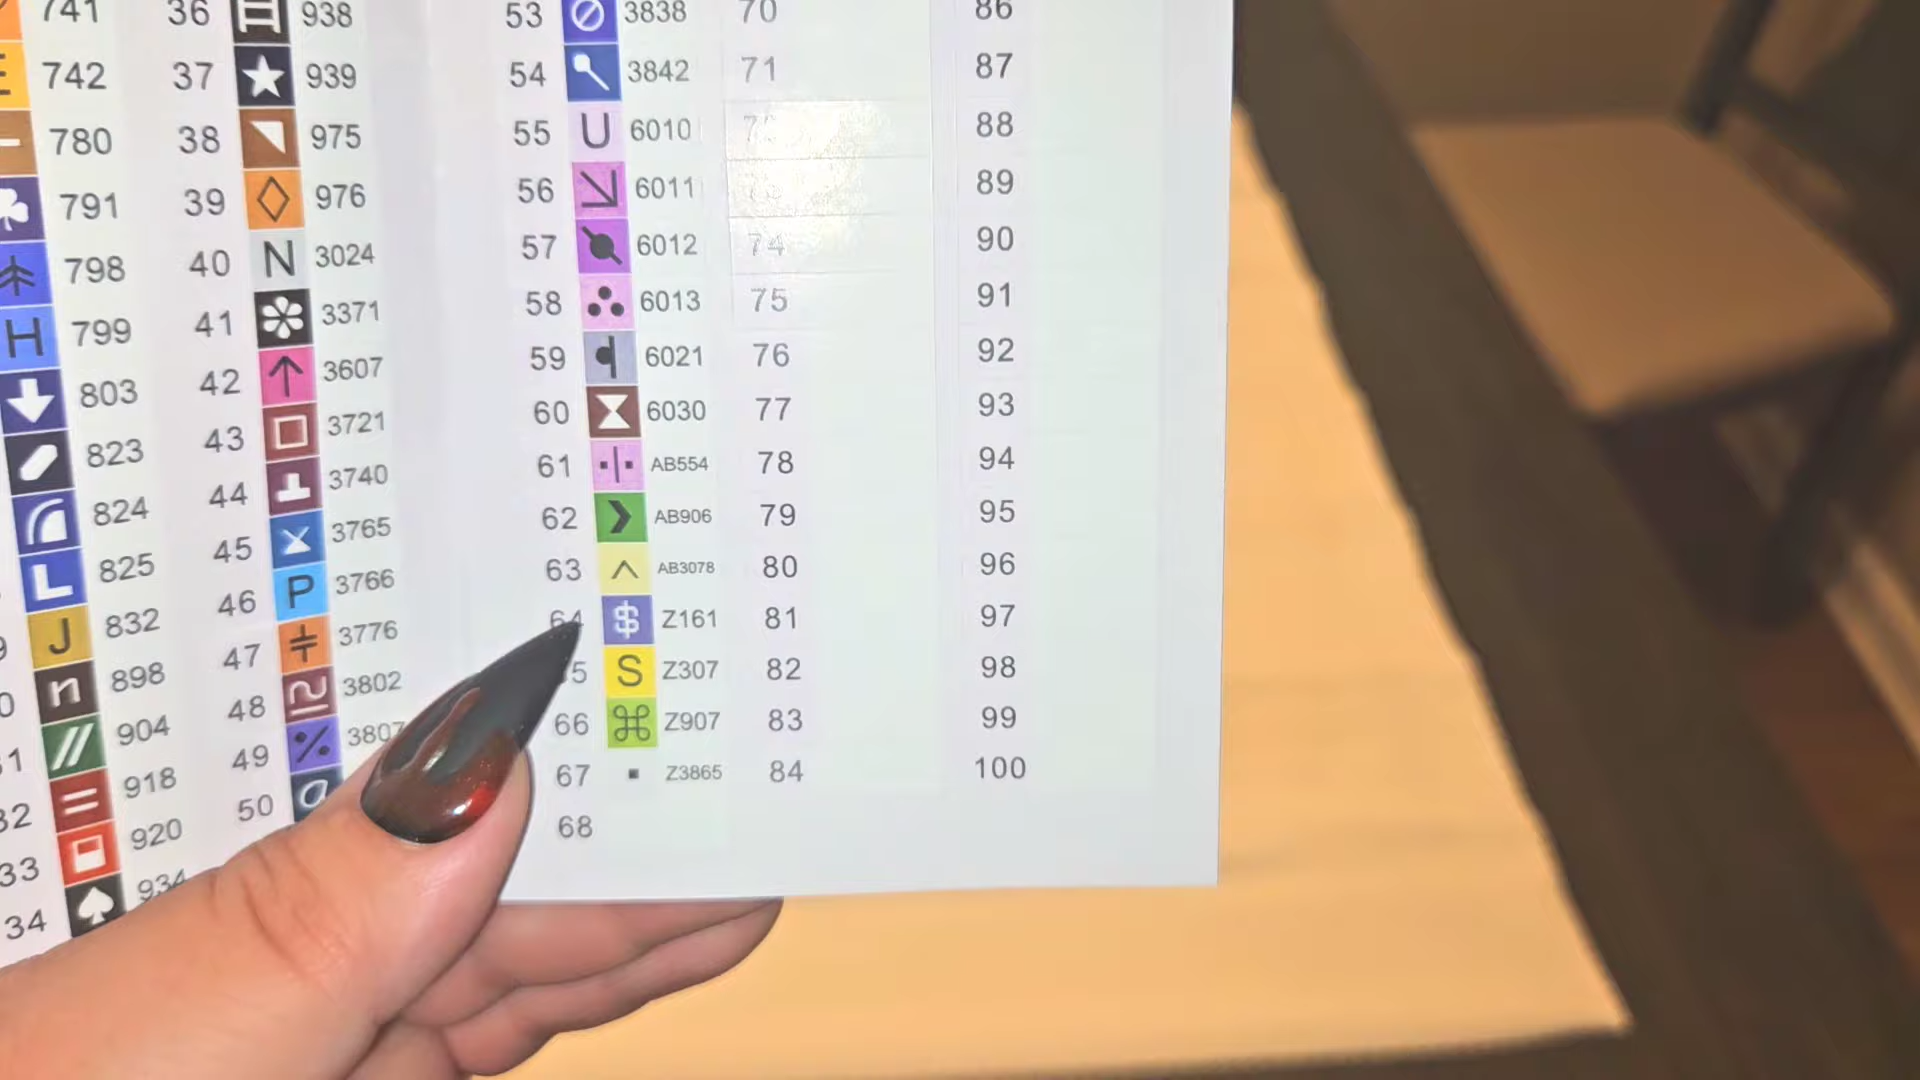 741
742
780
791
798
799
803
823
824
825
J 832
n 898
904
918
33 920
34 934
36 938
37 939
38 975
39 976
40 N 3024
41 3371
42 3607
43 3721
44 3740
45 3765
46 P 3766
47 3776
48 3802
49 % 3807
50
53 3838 70 86
54 3842 71 87
55 U 6010 88
56 6011 89
57 6012 74 90
58 6013 75 91
59 6021 76 92
60 6030 77 93
61 AB554 78 94
62 AB906 79 95
63 AB3078 80 96
64 $ Z161 81 97
S Z307 82 98
66 ⌘ Z907 83 99
67 Z3865 84 100
68